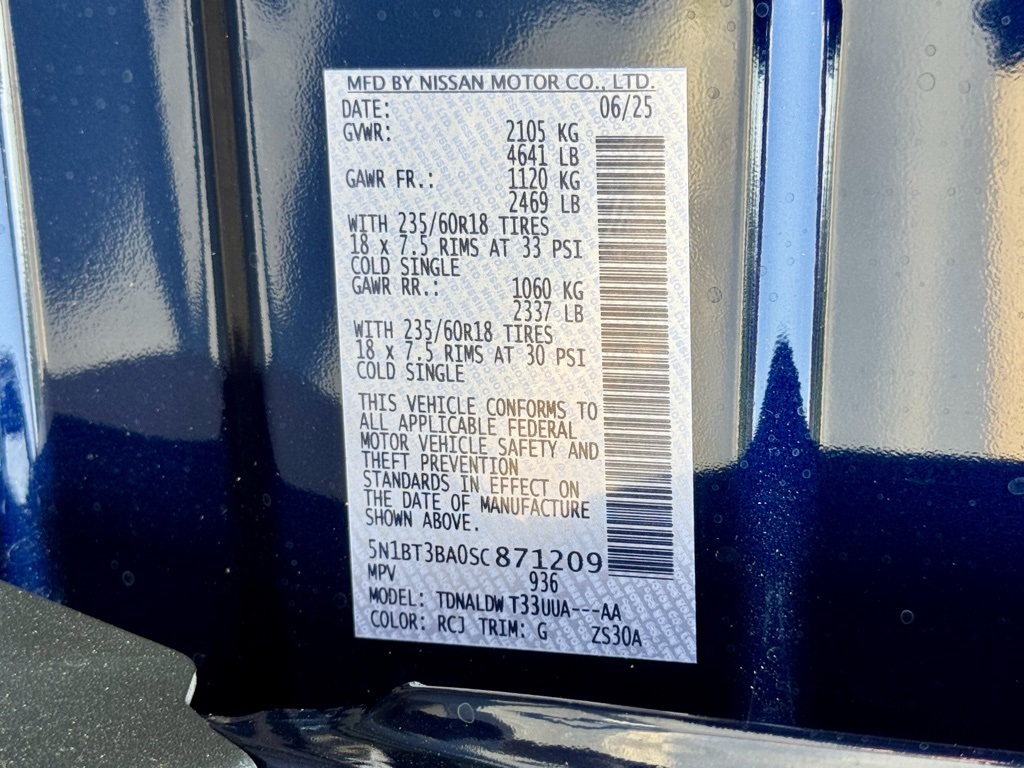 MFD BY NISSAN MOTOR CO., LTD.
DATE: 06/25
GVWR: 2105 KG
4641 LB
GAWR FR.: 1120 KG
2469 LB
WITH 235/60R18 TIRES
18 x 7.5 RIMS AT 33 PSI
COLD SINGLE
GAWR RR.: 1060 KG
2337 LB
WITH 235/60R18 TIRES
18 x 7.5 RIMS AT 30 PSI
COLD SINGLE
THIS VEHICLE CONFORMS TO
ALL APPLICABLE FEDERAL
MOTOR VEHICLE SAFETY AND
THEFT PREVENTION
STANDARDS IN EFFECT ON
THE DATE OF MANUFACTURE
SHOWN ABOVE.
5N1BT3BA0SC871209
MPV 936
MODEL: TDNALDW T33UUA---AA
COLOR: RCJ TRIM: G ZS30A